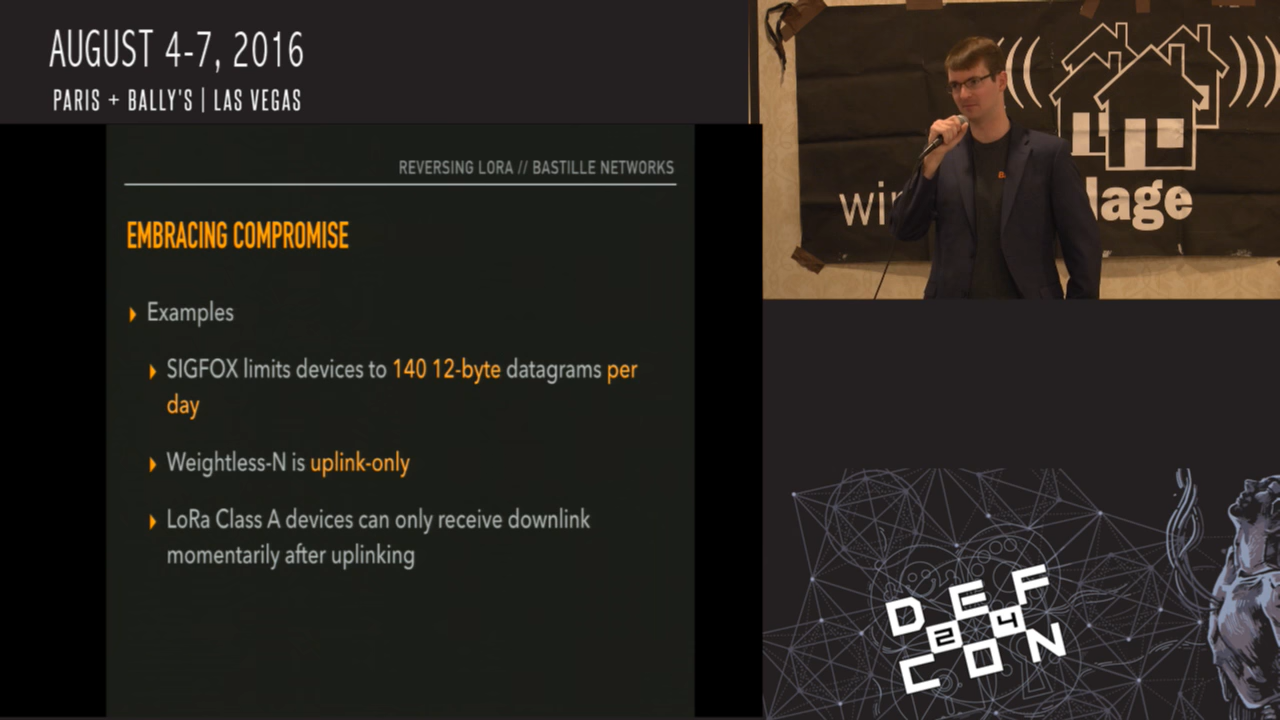 AUGUST 4-7, 2016
PARIS + BALLY'S | LAS VEGAS
REVERSING LORA // BASTILLE NETWORKS
EMBRACING COMPROMISE
Examples
SIGFOX limits devices to 140 12-byte datagrams per
day
Weightless-N is uplink-only
LoRa Class A devices can only receive downlink
momentarily after uplinking
wir
lage
DEF
24
CON